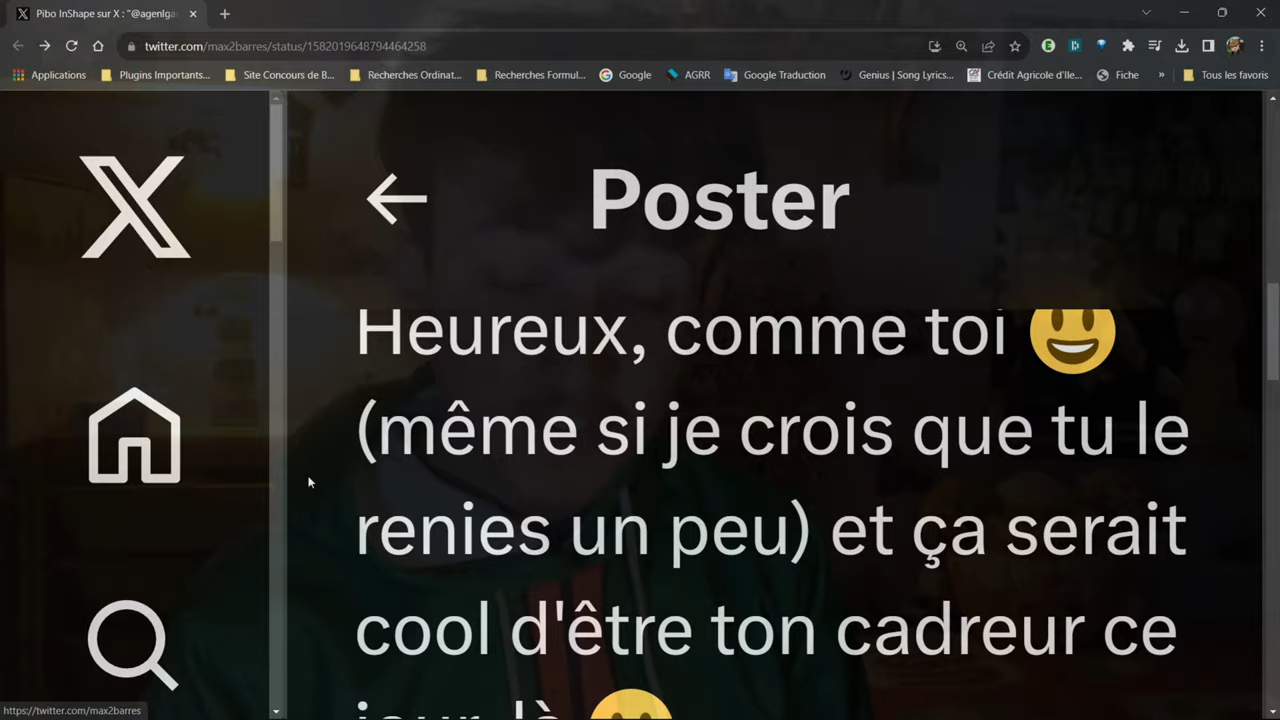 Pibo InShape sur X : "@agenlga
twitter.com/max2barres/status/1582019648794464258
Applications
Plugins Importants...
Site Concours de B...
Recherches Ordinat...
Recherches Formul...
Google
AGRR
Google Traduction
Genius | Song Lyrics...
Crédit Agricole d'Ile...
Fiche
»
Tous les favoris
Poster
Heureux, comme toi 😃
(même si je crois que tu le
renies un peu) et ça serait
cool d'être ton cadreur ce
jour-là
https://twitter.com/max2barres